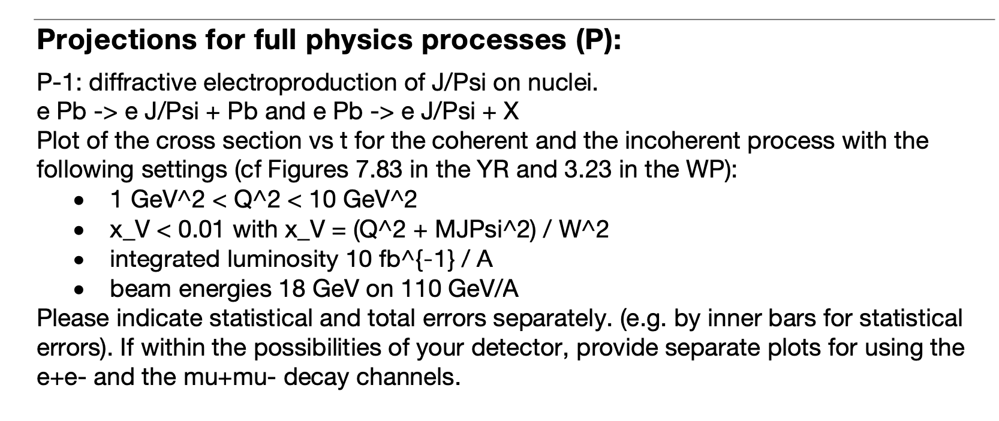 Projections for full physics processes (P):
P-1: diffractive electroproduction of J/Psi on nuclei.
e Pb -> e J/Psi + Pb and e Pb -> e J/Psi + X
Plot of the cross section vs t for the coherent and the incoherent process with the
following settings (cf Figures 7.83 in the YR and 3.23 in the WP):
• 1 GeV^2 < Q^2 < 10 GeV^2
• x_V < 0.01 with x_V = (Q^2 + MJPsi^2) / W^2
• integrated luminosity 10 fb^{-1} / A
• beam energies 18 GeV on 110 GeV/A
Please indicate statistical and total errors separately. (e.g. by inner bars for statistical
errors). If within the possibilities of your detector, provide separate plots for using the
e+e- and the mu+mu- decay channels.